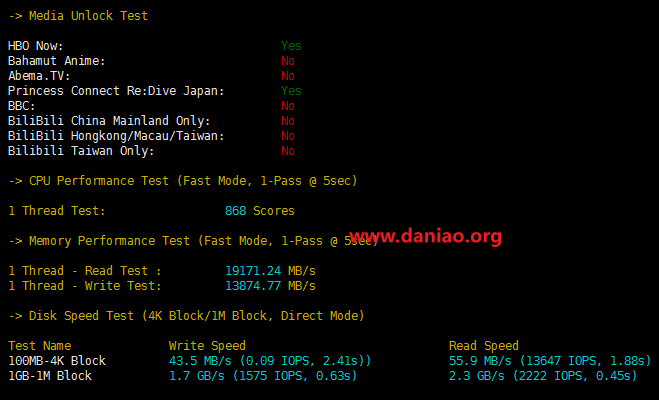 -> Media Unlock Test
HBO Now: Yes
Bahamut Anime: No
Abema.TV: No
Princess Connect Re:Dive Japan: Yes
BBC: No
BiliBili China Mainland Only: No
BiliBili Hongkong/Macau/Taiwan: No
Bilibili Taiwan Only: No
-> CPU Performance Test (Fast Mode, 1-Pass @ 5sec)
1 Thread Test: 868 Scores
www.daniao.org
-> Memory Performance Test (Fast Mode, 1-Pass @ 5sec)
1 Thread - Read Test : 19171.24 MB/s
1 Thread - Write Test: 13874.77 MB/s
-> Disk Speed Test (4K Block/1M Block, Direct Mode)
Test Name Write Speed Read Speed
100MB-4K Block 43.5 MB/s (0.09 IOPS, 2.41s)) 55.9 MB/s (13647 IOPS, 1.88s)
1GB-1M Block 1.7 GB/s (1575 IOPS, 0.63s) 2.3 GB/s (2222 IOPS, 0.45s)